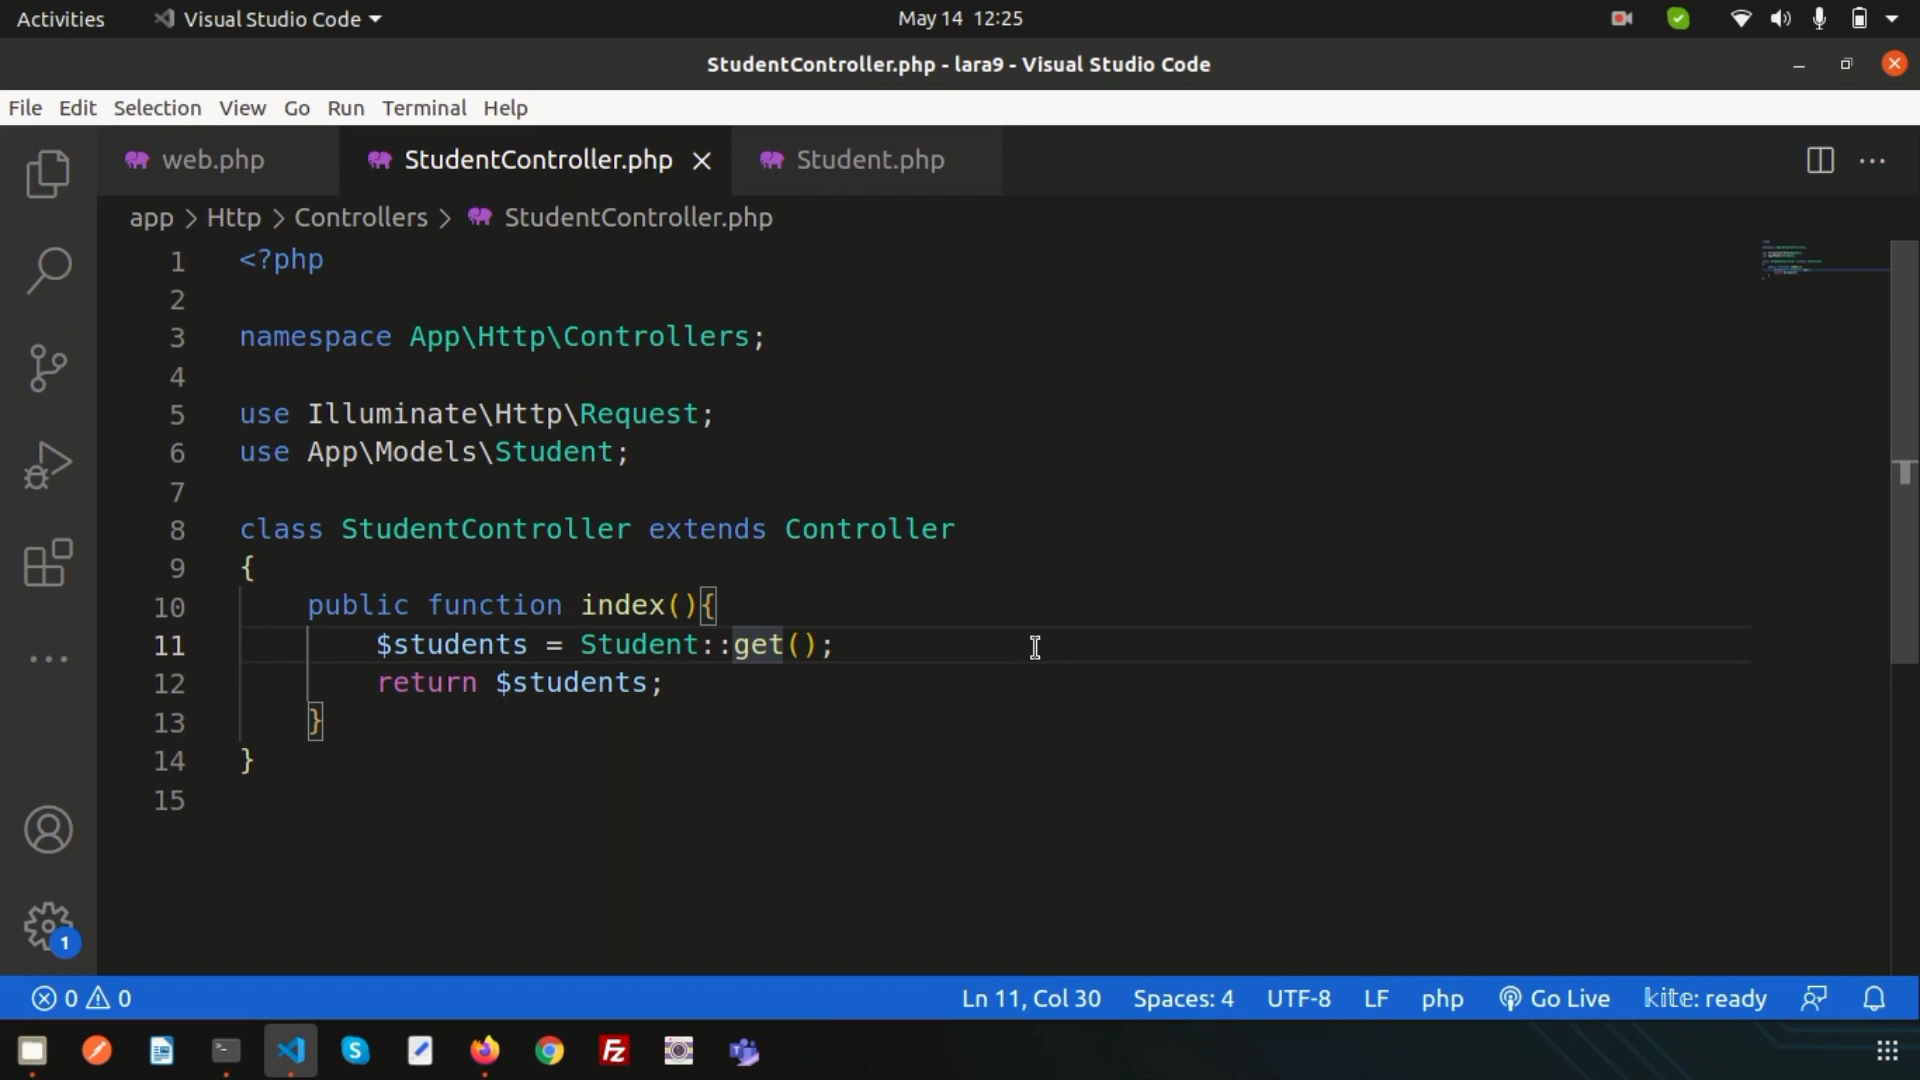 Activities Visual Studio Code May 14 12:25
StudentController.php - lara9 - Visual Studio Code
File Edit Selection View Go Run Terminal Help
web.php StudentController.php Student.php
app > Http > Controllers > StudentController.php
1 <?php
2
3 namespace App\Http\Controllers;
4
5 use Illuminate\Http\Request;
6 use App\Models\Student;
7
8 class StudentController extends Controller
9 {
10 public function index(){
11 $students = Student::get();
12 return $students;
13 }
14 }
15
1
0 0 Ln 11, Col 30 Spaces: 4 UTF-8 LF php Go Live kite: ready